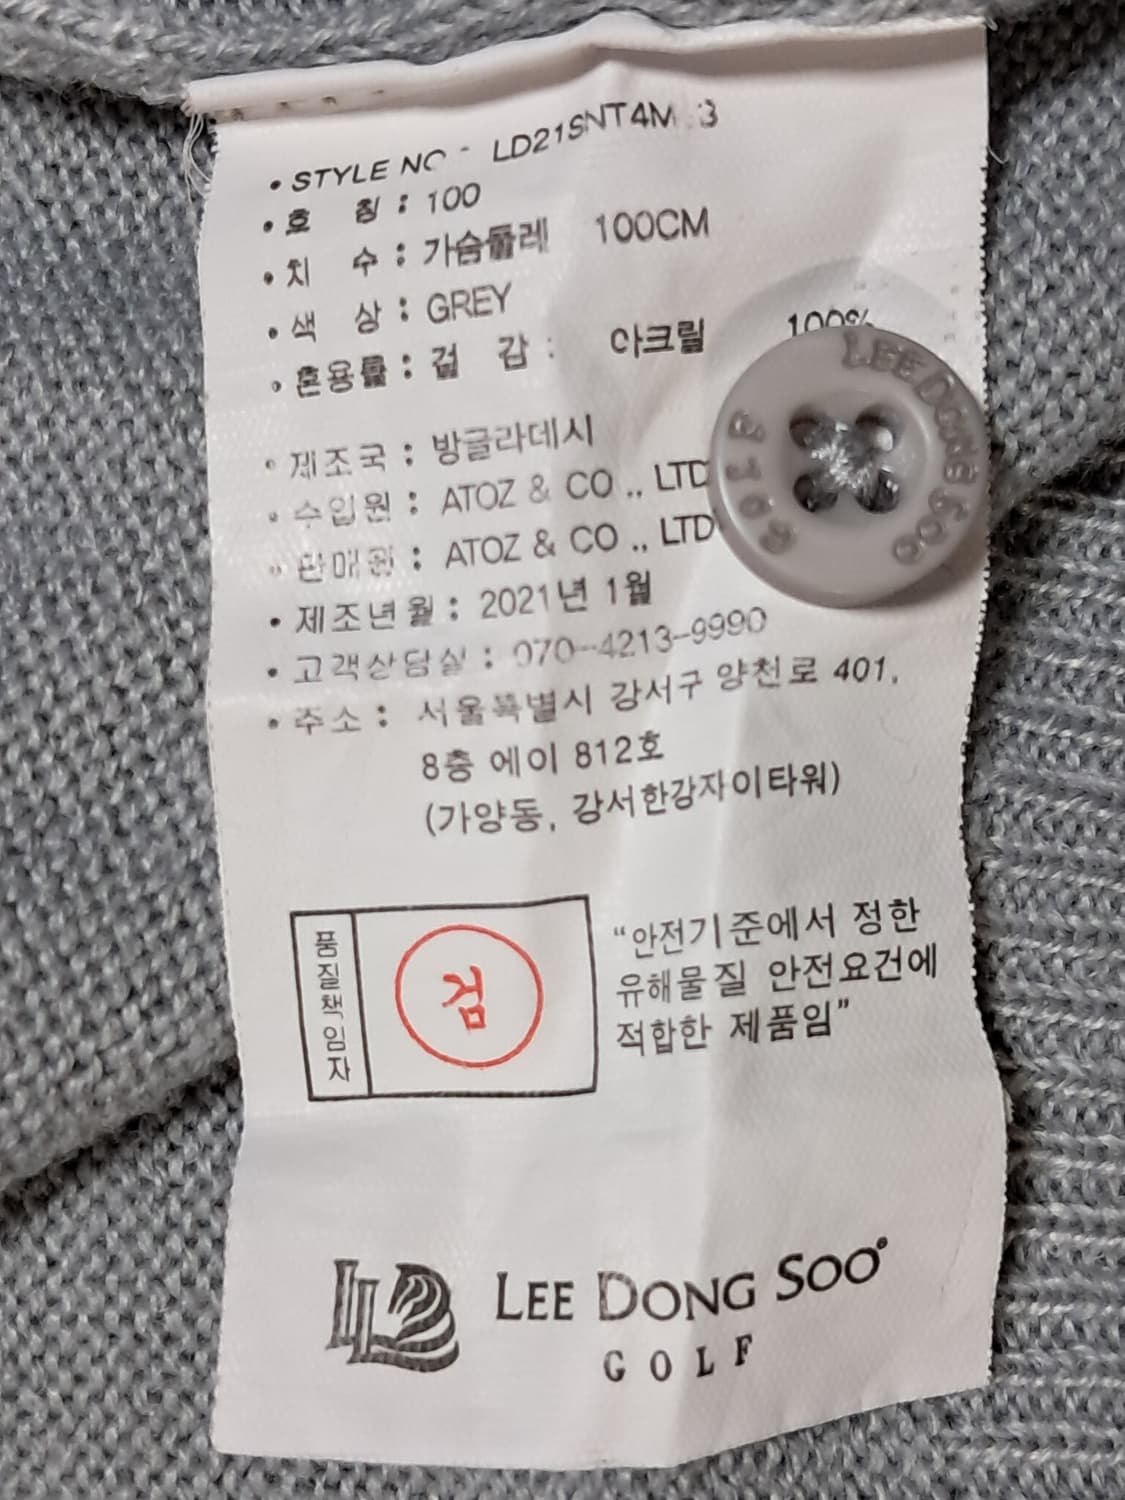 • STYLE NO : LD21SNT4M 3
• 호 칭 : 100
• 치 수 : 가슴둘레 100CM
• 색 상 : GREY
• 혼용률 : 겉 감 : 아크릴 100%
• 제조국 : 방글라데시
• 수입원 : ATOZ & CO ., LTD
• 판매원 : ATOZ & CO ., LTD
• 제조년월 : 2021년 1월
• 고객상담실 : 070-4213-9990
• 주소 : 서울특별시 강서구 양천로 401,
8층 에이 812호
(가양동, 강서한강자이타워)
품질책임자
검
“안전기준에서 정한
유해물질 안전요건에
적합한 제품임”
LEE DONG SOO
GOLF
LEE DONG SOO
GOLF